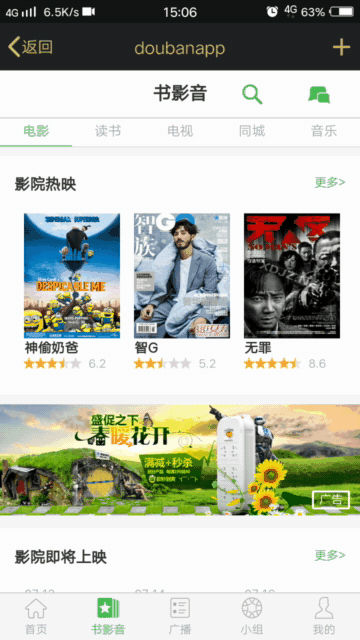 4G 6.5K/s 15:06 4G 63%
返回 doubanapp
书影音
电影 读书 电视 同城 音乐
影院热映 更多>
DESPICABLE ME
智族
神偷奶爸 智G 无罪
6.2 5.2 8.6
盛促之下
春暖花开
满减+秒杀
广告
影院即将上映 更多>
首页 书影音 广播 小组 我的